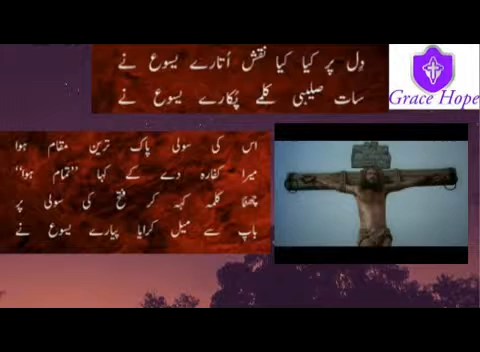 دل پر کیا کیا نقش اُتارے یسوع نے
سات صلیبی کلمے پکارے یسوع نے
Grace Hope
اس کی سولی پاک ترین مقام ہوا
میرا کفارہ دے کے کہا ”تمام ہوا“
چھٹا کلمہ کہہ کر فتح کی سولی پر
باپ سے میل کرایا پیارے یسوع نے
Grace Hope